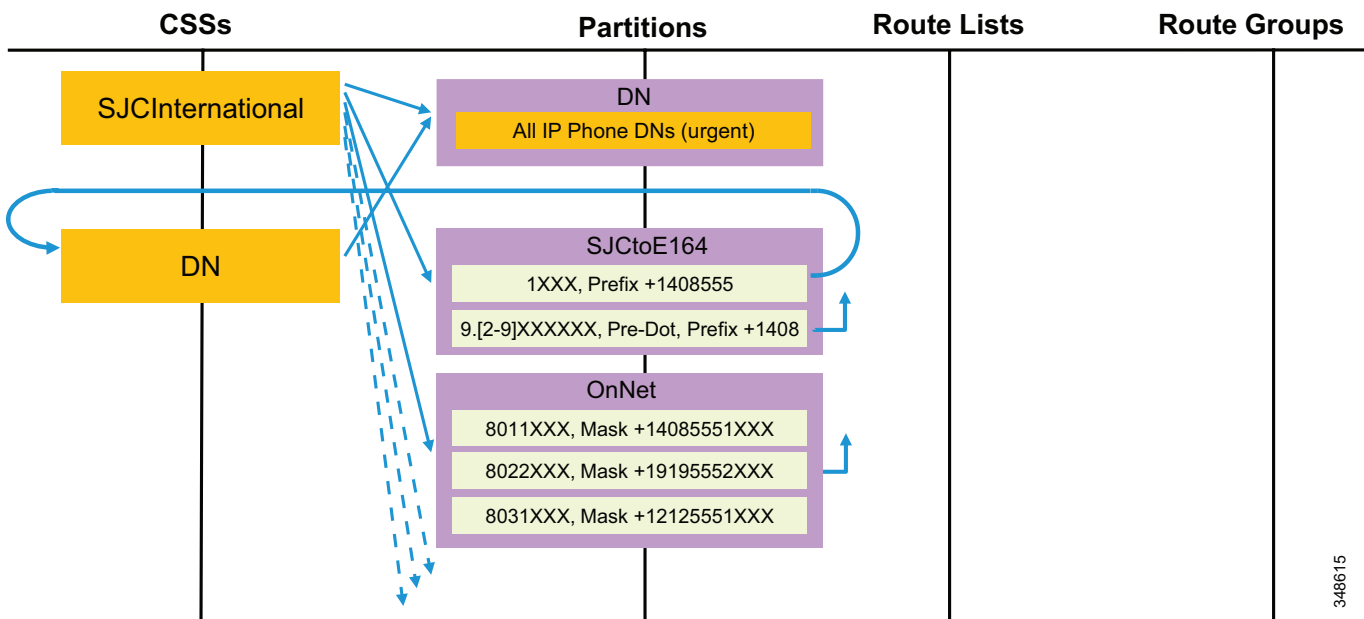 CSSs Partitions Route Lists Route Groups
SJCInternational
DN
All IP Phone DNs (urgent)
DN
SJCtoE164
1XXX, Prefix +1408555
9.[2-9]XXXXXX, Pre-Dot, Prefix +1408
OnNet
8011XXX, Mask +14085551XXX
8022XXX, Mask +19195552XXX
8031XXX, Mask +12125551XXX
348615